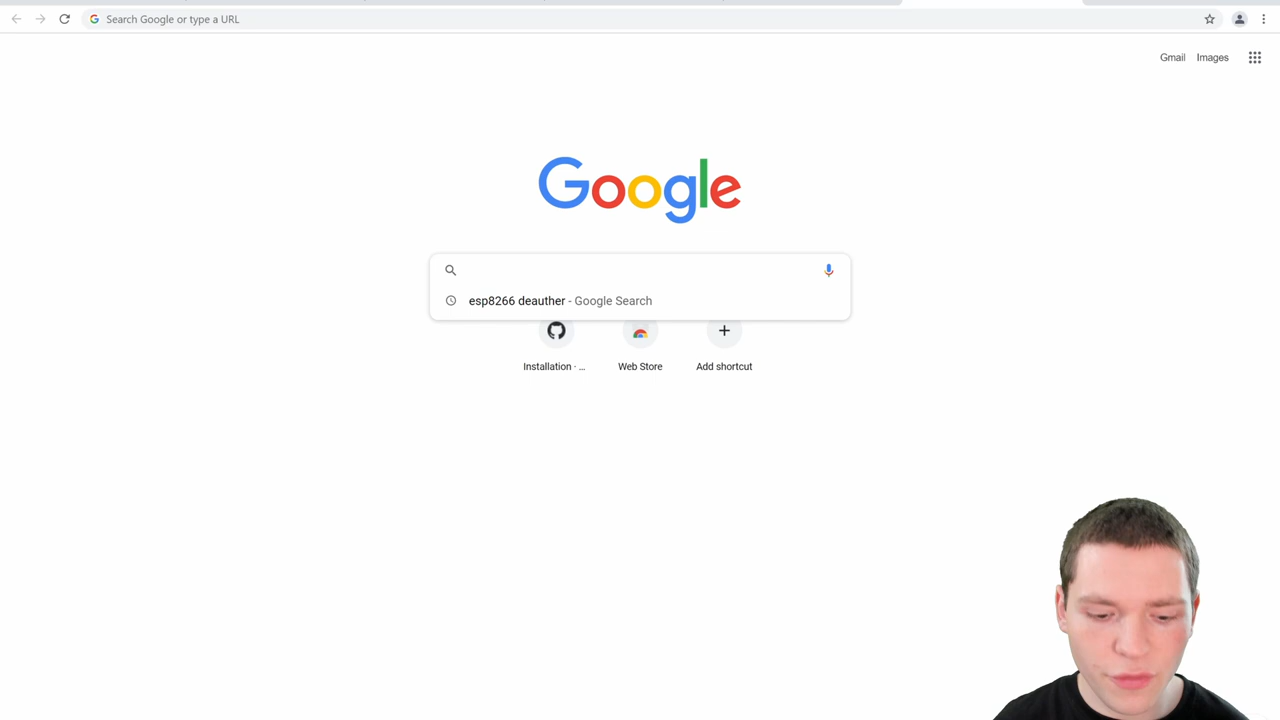 Search Google or type a URL
Gmail Images
Google
esp8266 deauther - Google Search
Installation · ...
Web Store
Add shortcut